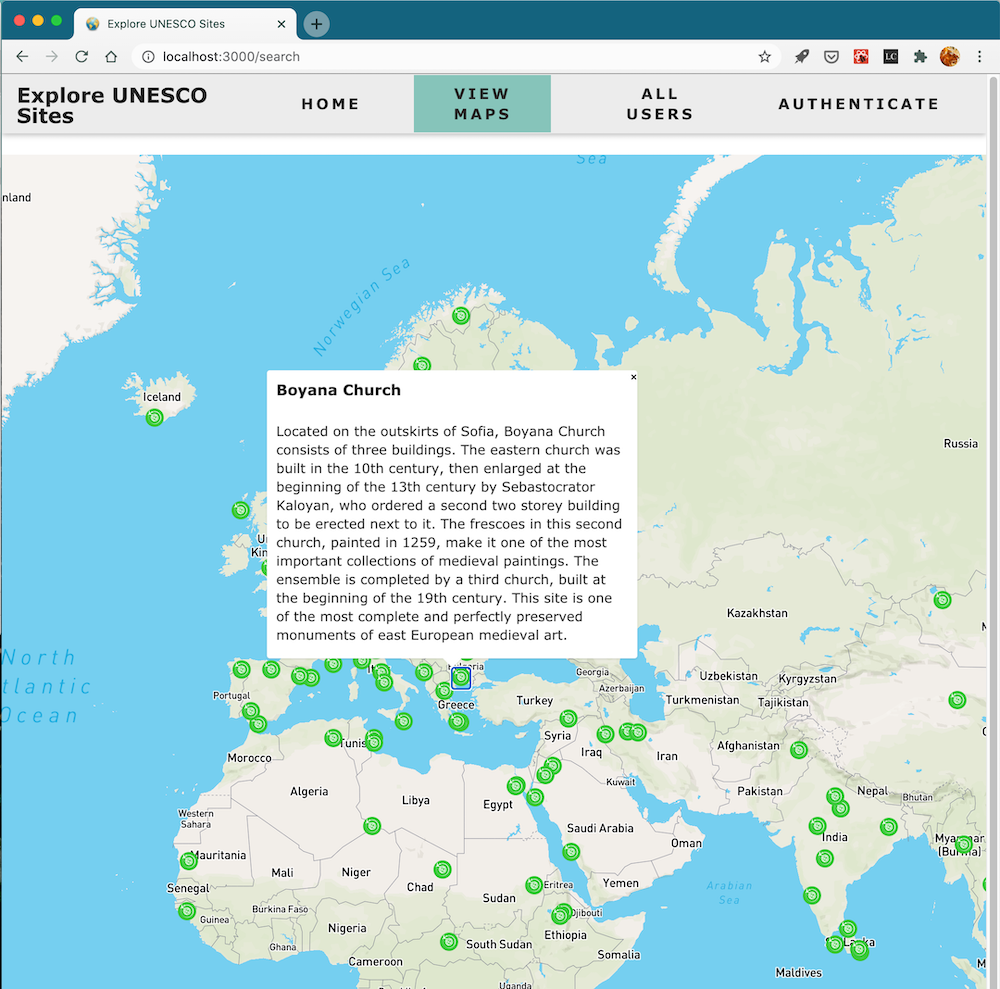 Explore UNESCO Sites
localhost:3000/search
LC
Explore UNESCO
Sites
HOME
VIEW
MAPS
ALL
USERS
AUTHENTICATE
Sea
nland
Norwegian Sea
Iceland
Russia
Boyana Church
Located on the outskirts of Sofia, Boyana Church
consists of three buildings. The eastern church was
built in the 10th century, then enlarged at the
beginning of the 13th century by Sebastocrator
Kaloyan, who ordered a second two storey building
to be erected next to it. The frescoes in this second
church, painted in 1259, make it one of the most
important collections of medieval paintings. The
ensemble is completed by a third church, built at
the beginning of the 19th century. This site is one
of the most complete and perfectly preserved
monuments of east European medieval art.
U
Kin
Kazakhstan
North
tlantic
Ocean
Portugal
It
Bulgaria
Greece
Georgia
Azerbaijan
Turkey
Uzbekistan
Kyrgyzstan
Turkmenistan
Tajikistan
Syria
Iraq
Iran
Afghanistan
Kuwait
Pakistan
Nepal
Bhutan
Tunis
Morocco
Algeria
Libya
Egypt
Western
Sahara
Saudi Arabia
India
Oman
Myanmar
(Burma)
Mauritania
Mali
Niger
Chad
Sudan
Eritrea
Yemen
Arabian
Sea
Senegal
Guinea
Burkina Faso
Djibouti
Nigeria
Ghana
South Sudan
Ethiopia
Somalia
Sri Lanka
Cameroon
Uganda
Maldives